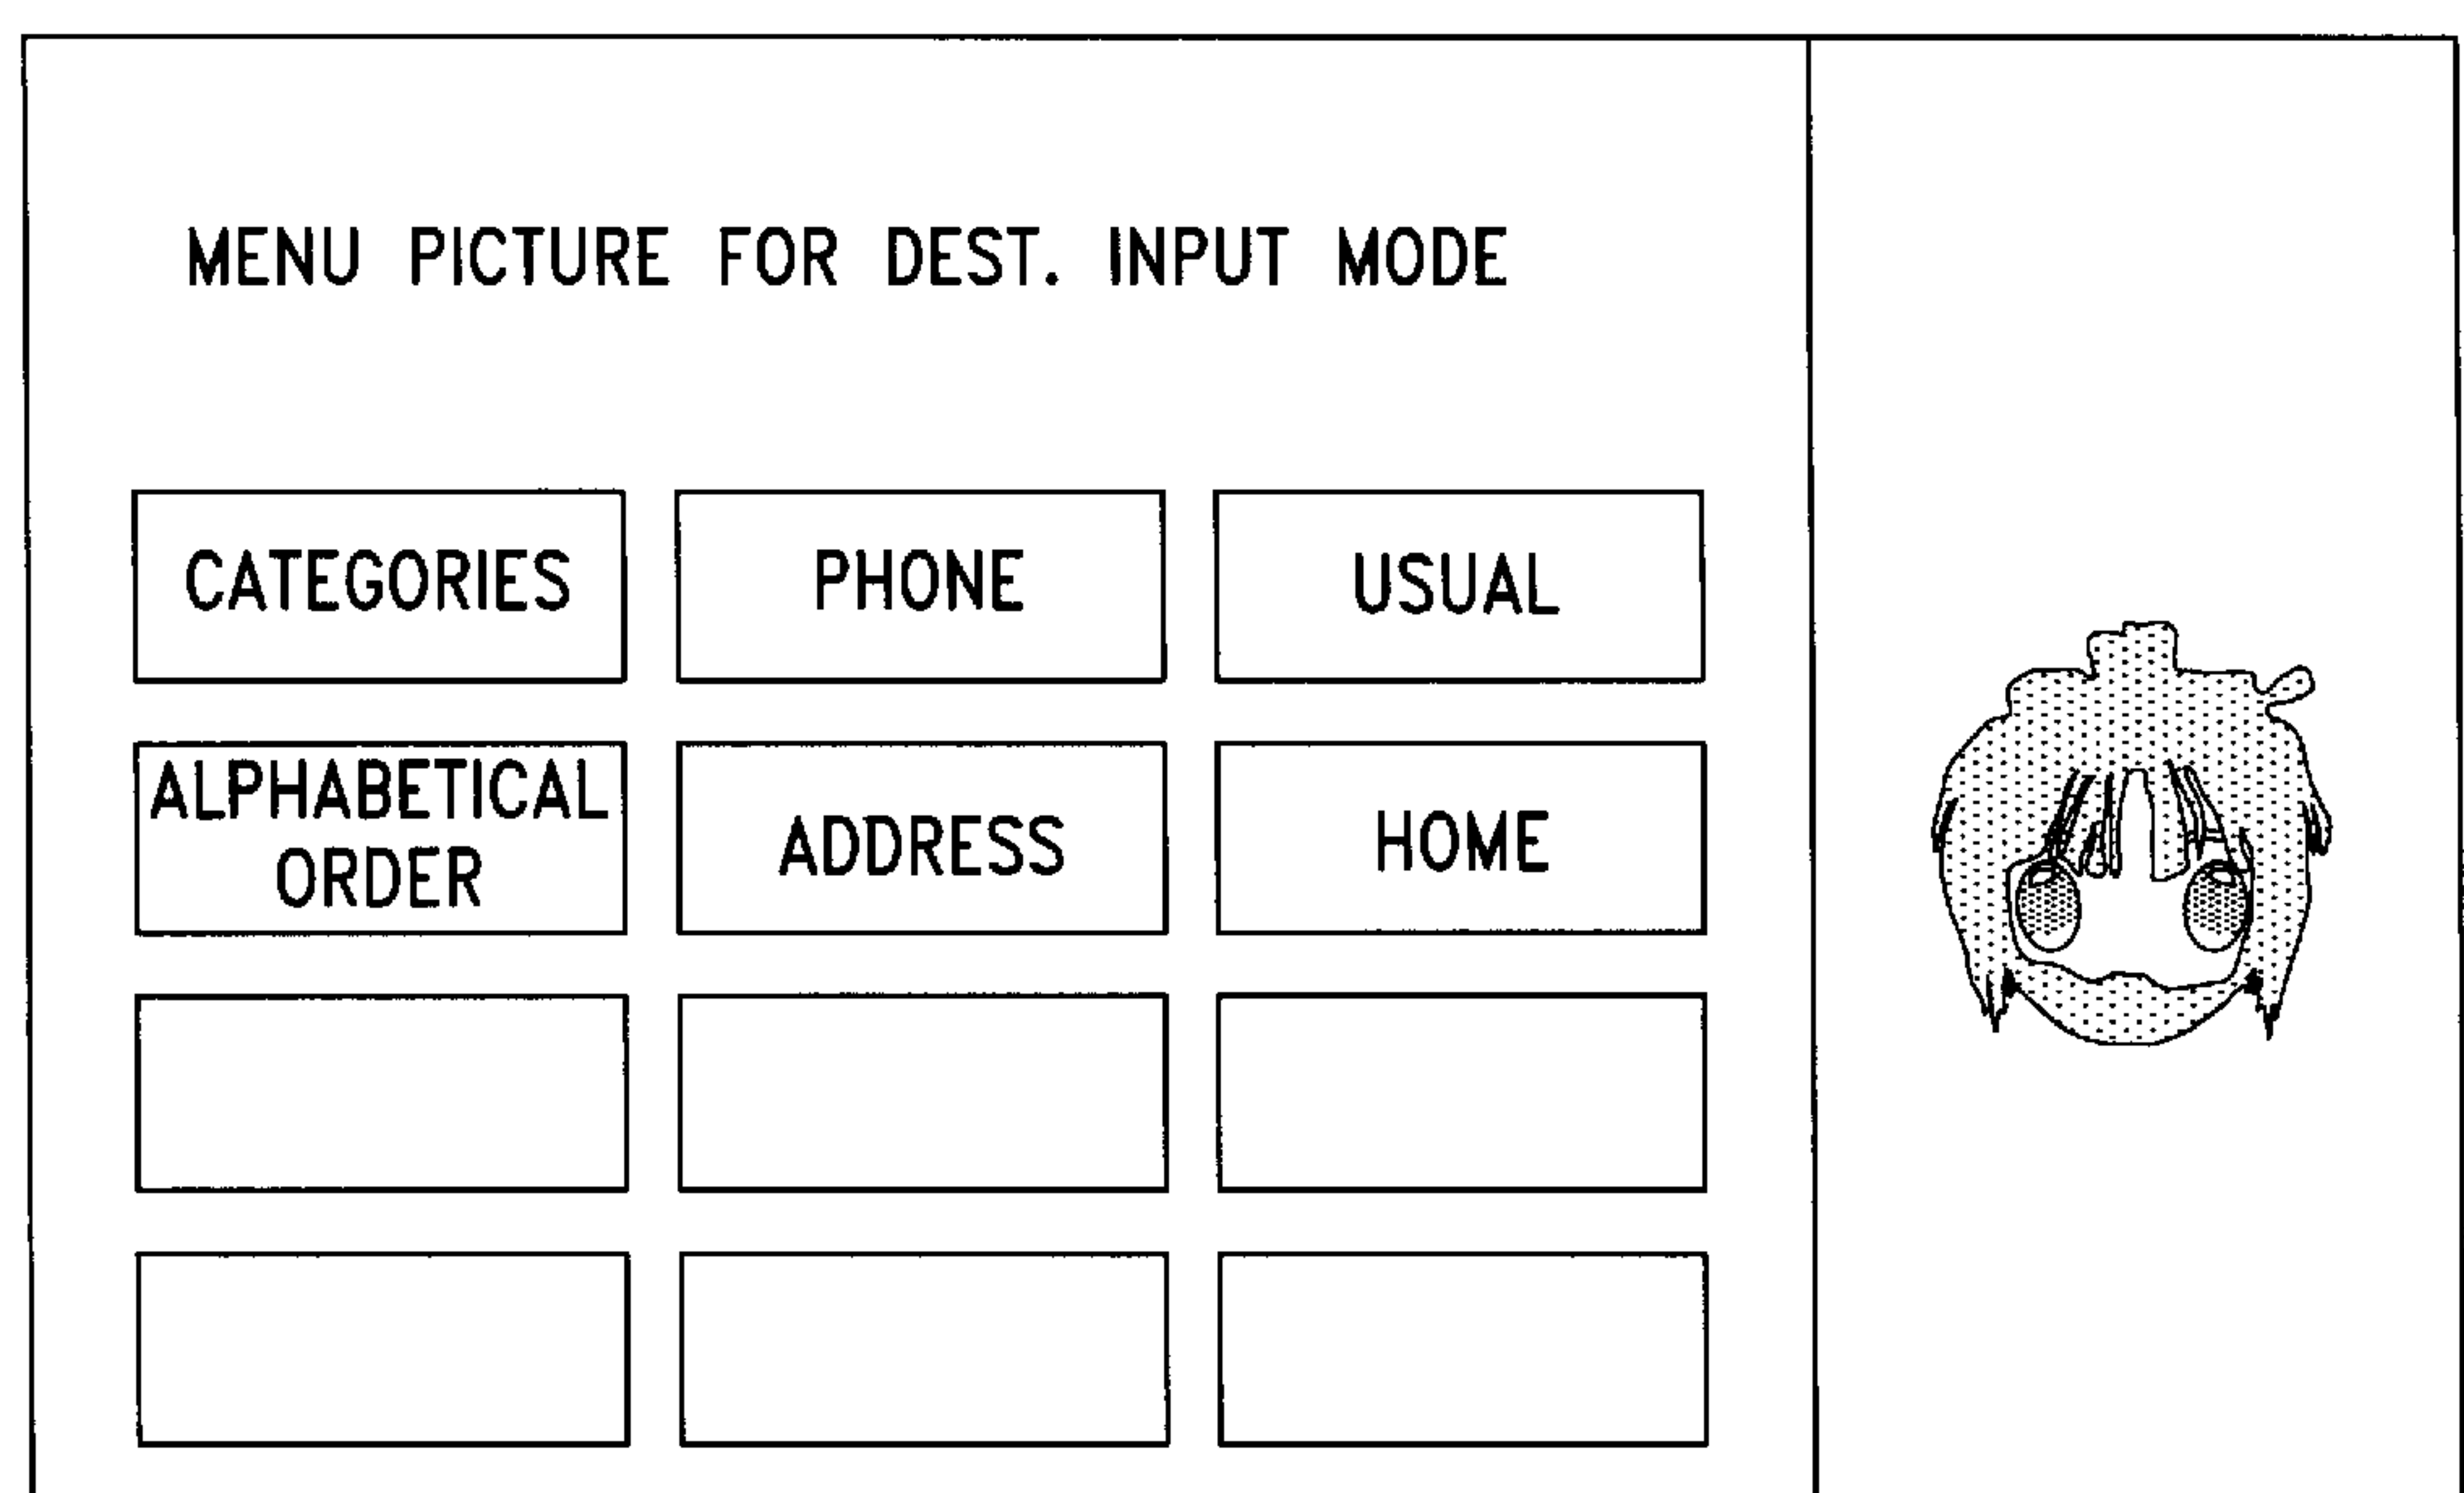 MENU PICTURE FOR DEST. INPUT MODE
CATEGORIES
PHONE
USUAL
ALPHABETICAL
ORDER
ADDRESS
HOME